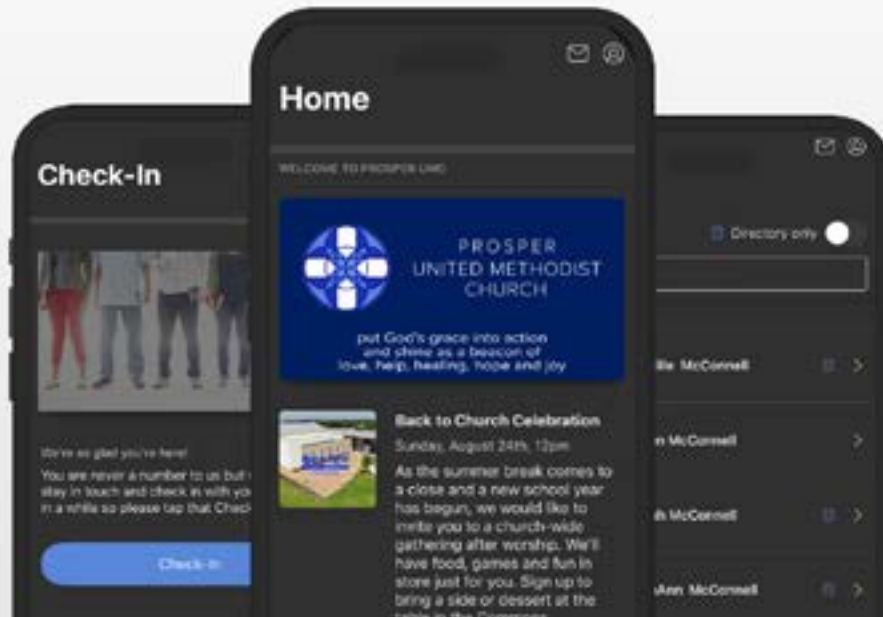 Check-In
We're so glad you're here!
You are never a number to us but
stay in touch and check in with
in a while so please tap that
Check-In
Home
WELCOME TO PROSPER UMC
PROSPER
UNITED METHODIST
CHURCH
put God's grace into action
and shine as a beacon of
love, help, healing, hope and joy
Back to Church Celebration
Sunday, August 24th, 12pm
As the summer break comes to
a close and a new school year
has begun, we would like to
invite you to a church-wide
gathering after worship. We'll
have food, games and fun in
store just for you. Sign up to
bring a side or dessert at the
table in the Commons
Directory only
McConnell
McConnell
McConnell
McConnell